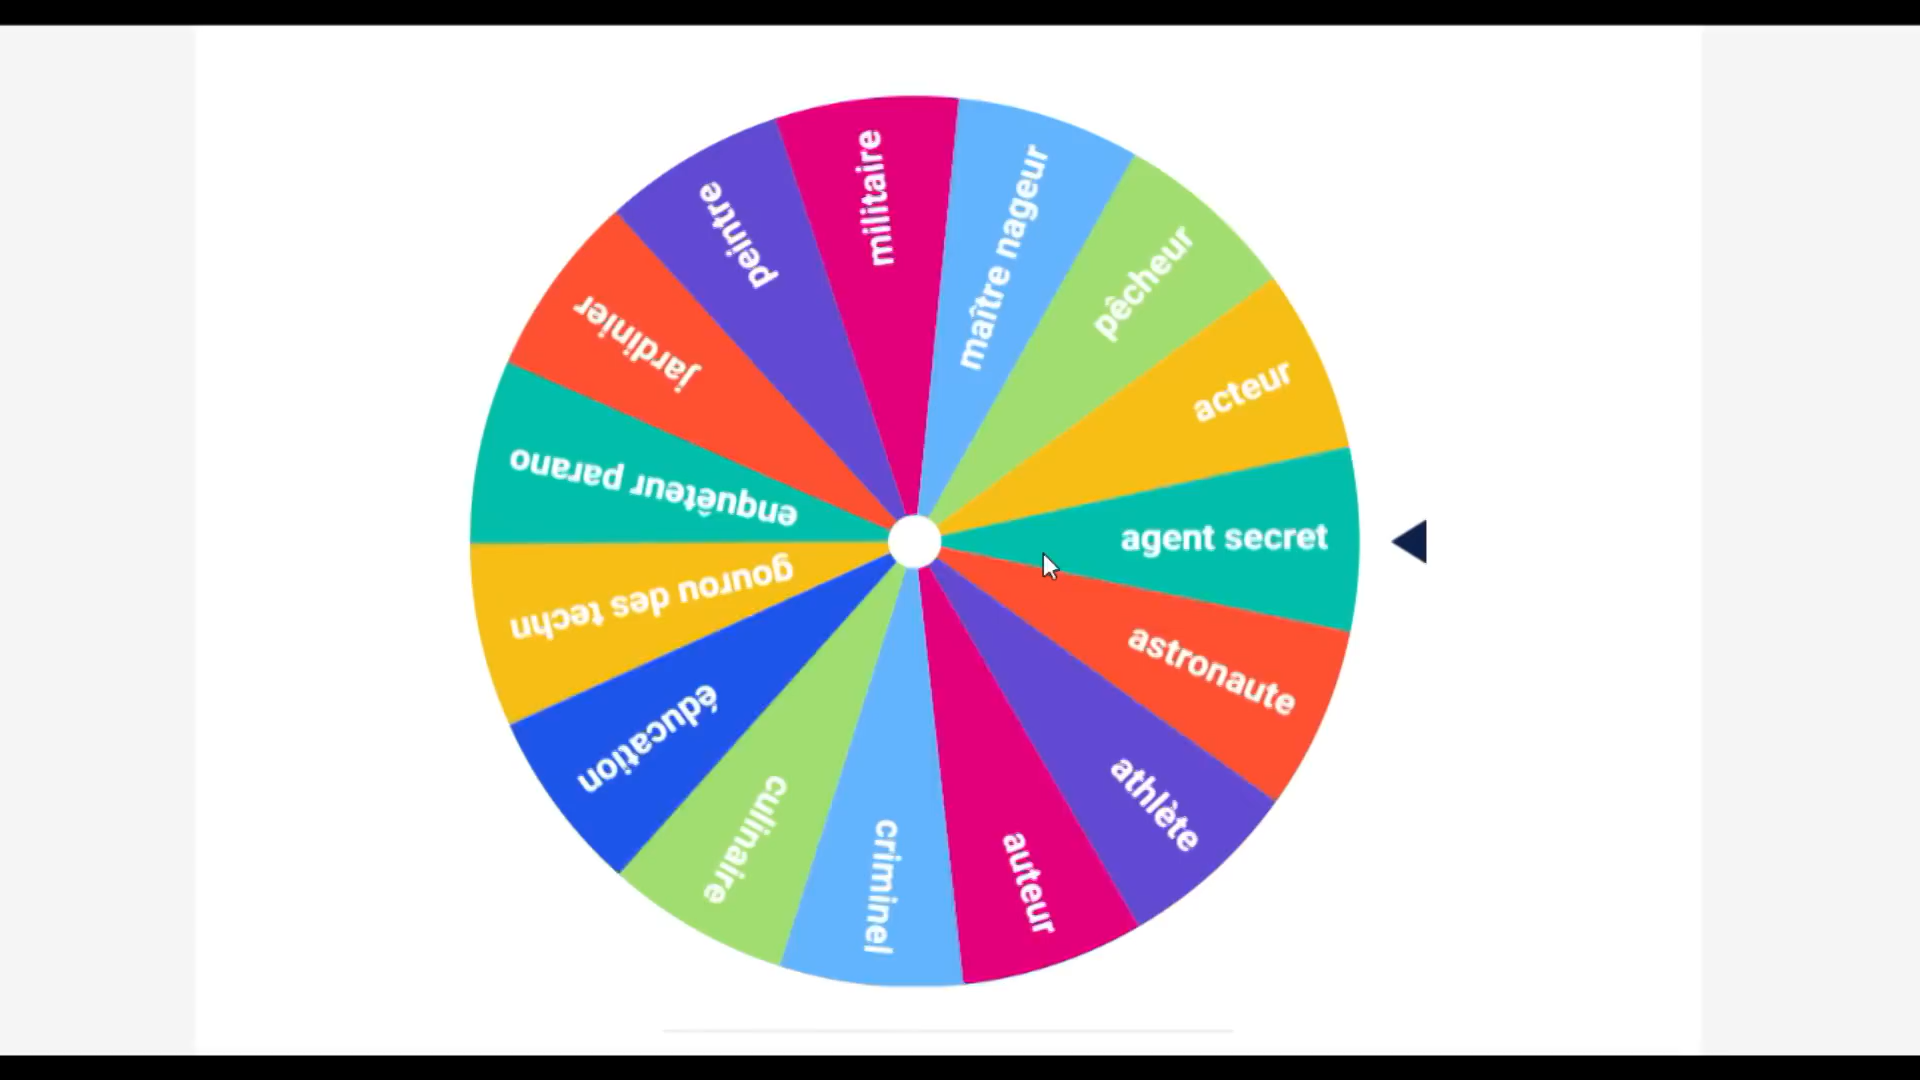 militaire
maître nageur
pêcheur
acteur
agent secret
astronaute
athlète
auteur
criminel
culinaire
éducation
gourou des techn
enquêteur parano
jardinier
peintre